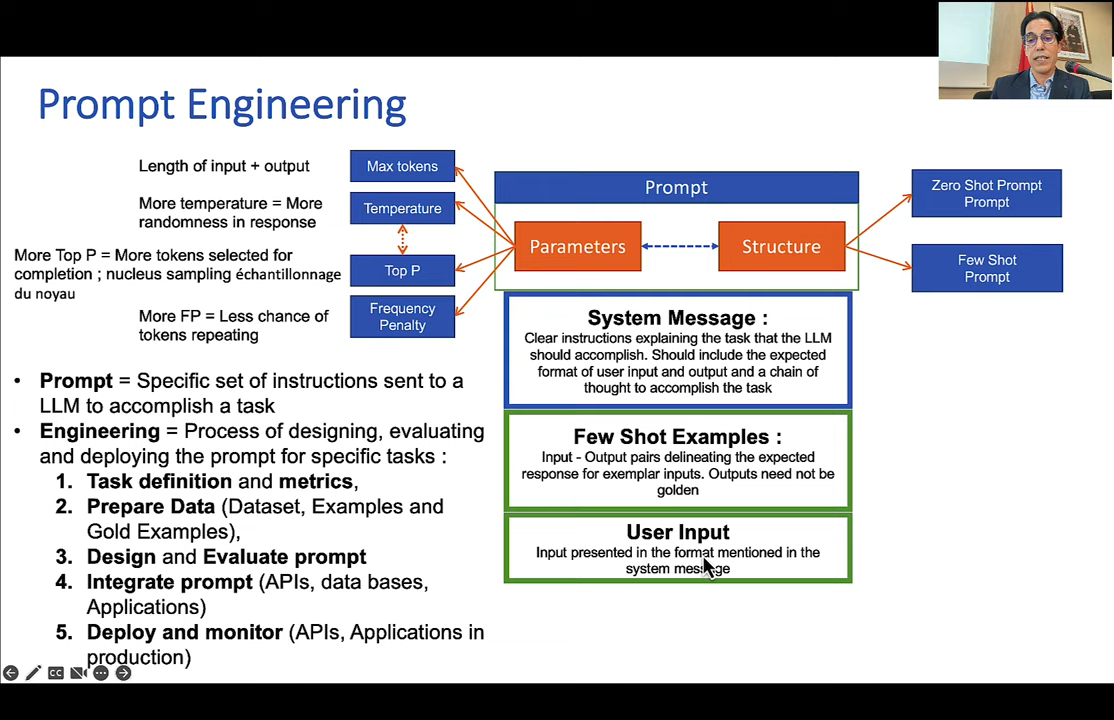 Prompt Engineering
Length of input + output
Max tokens
More temperature = More
randomness in response
Temperature
More Top P = More tokens selected for
completion ; nucleus sampling échantillonnage
du noyau
Top P
More FP = Less chance of
tokens repeating
Frequency
Penalty
Prompt
Parameters
Structure
Zero Shot Prompt
Prompt
Few Shot
Prompt
System Message :
Clear instructions explaining the task that the LLM
should accomplish. Should include the expected
format of user input and output and a chain of
thought to accomplish the task
Few Shot Examples :
Input - Output pairs delineating the expected
response for exemplar inputs. Outputs need not be
golden
User Input
Input presented in the format mentioned in the
system message
• Prompt = Specific set of instructions sent to a
LLM to accomplish a task
• Engineering = Process of designing, evaluating
and deploying the prompt for specific tasks :
1. Task definition and metrics,
2. Prepare Data (Dataset, Examples and
Gold Examples),
3. Design and Evaluate prompt
4. Integrate prompt (APIs, data bases,
Applications)
5. Deploy and monitor (APIs, Applications in
production)
CC